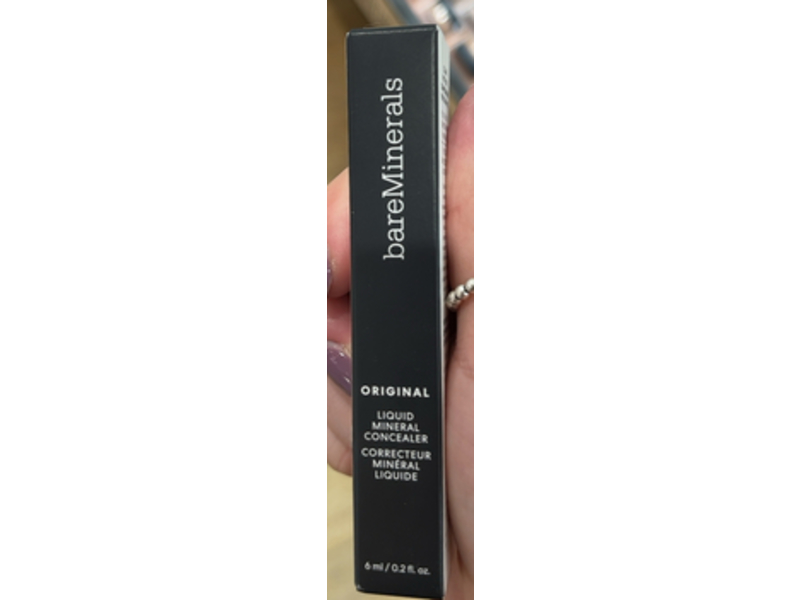 bareMinerals
ORIGINAL
LIQUID
MINERAL
CONCEALER
CORRECTEUR
MINÉRAL
LIQUIDE
6 ml / 0.2 fl. oz.